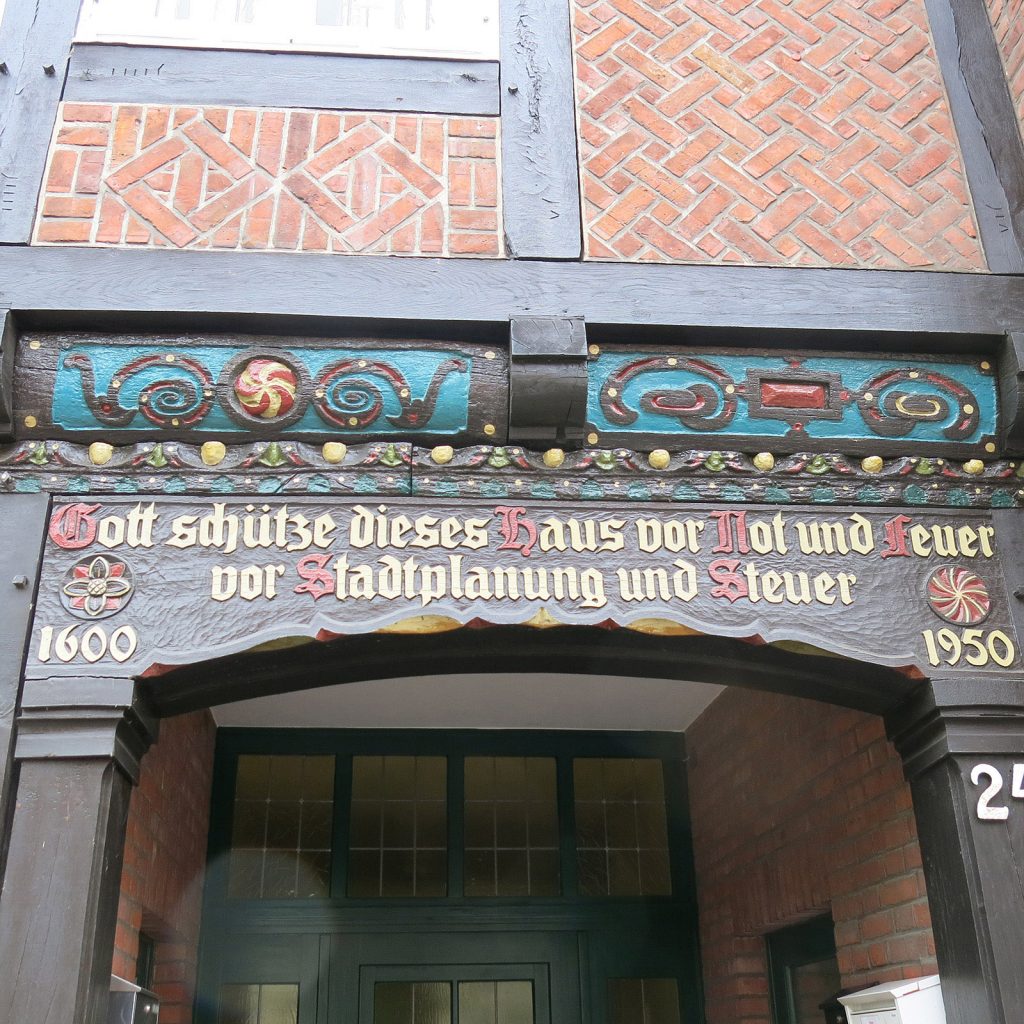 Gott schütze dieses Haus vor Not und Feuer
vor Stadtplanung und Steuer
1600
1950